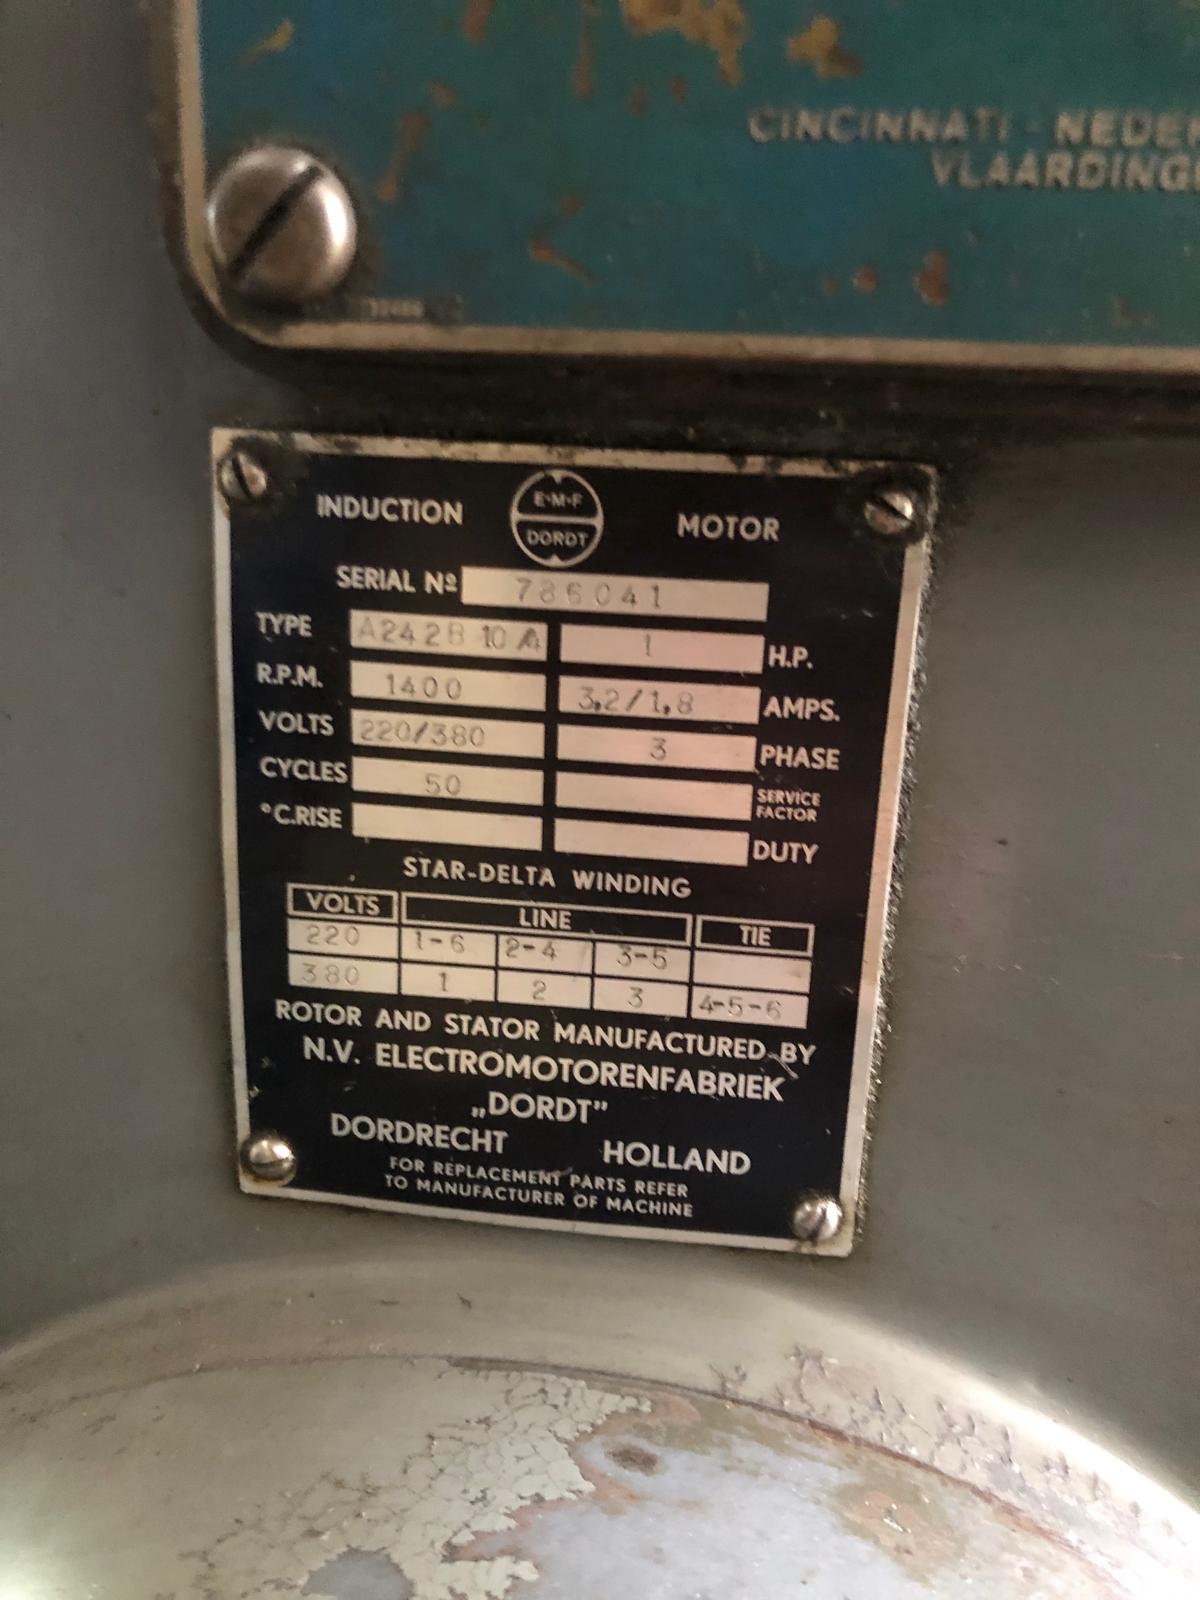 CINCINNATI - NEDER
VLAARDING
INDUCTION E·M·F DORDT MOTOR
SERIAL Nº 786041
TYPE A242B 10 A 1 H.P.
R.P.M. 1400 3,2/1,8 AMPS.
VOLTS 220/380 3 PHASE
CYCLES 50 SERVICE FACTOR
°C.RISE DUTY
STAR-DELTA WINDING
VOLTS LINE TIE
220 1-6 2-4 3-5
380 1 2 3 4-5-6
ROTOR AND STATOR MANUFACTURED BY
N.V. ELECTROMOTORENFABRIEK
„DORDT”
DORDRECHT HOLLAND
FOR REPLACEMENT PARTS REFER
TO MANUFACTURER OF MACHINE